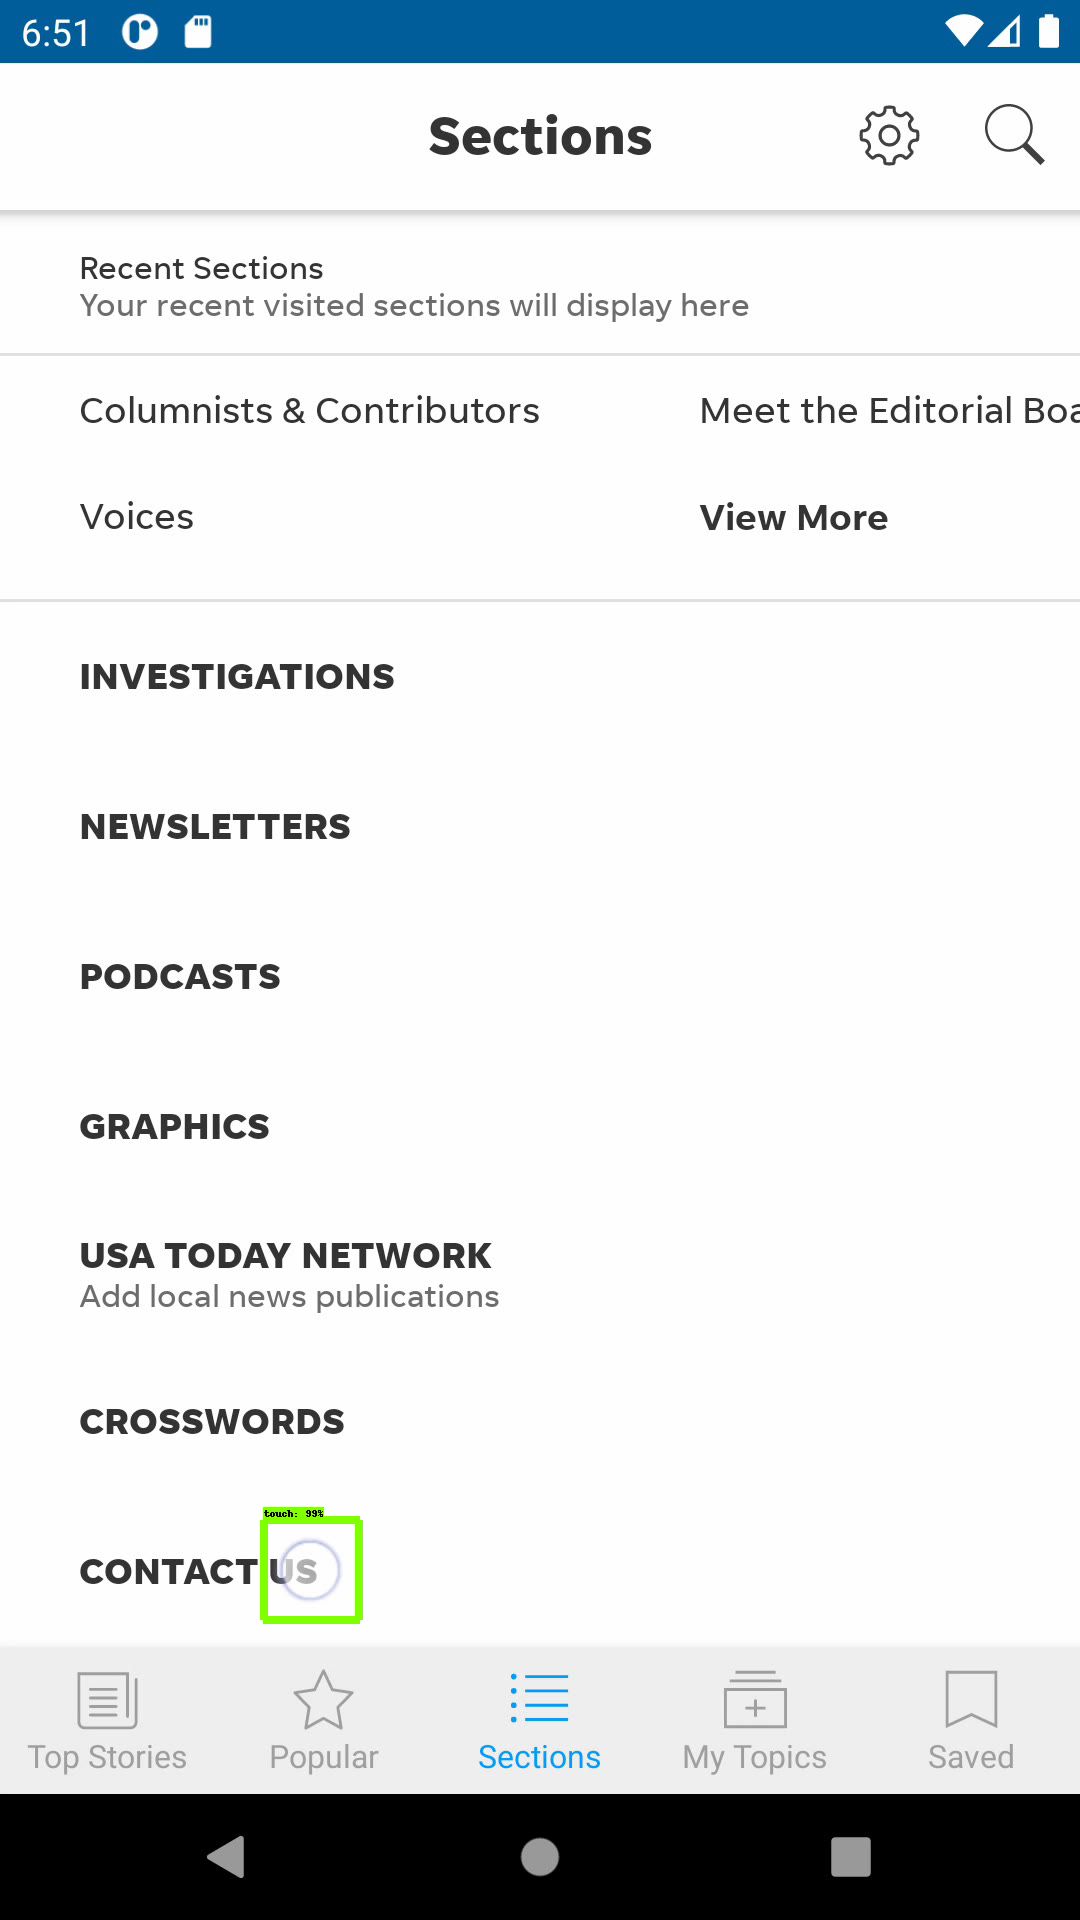 6:51
Sections
Recent Sections
Your recent visited sections will display here
Columnists & Contributors
Meet the Editorial Boa
Voices
View More
INVESTIGATIONS
NEWSLETTERS
PODCASTS
GRAPHICS
USA TODAY NETWORK
Add local news publications
CROSSWORDS
touch: 99%
CONTACT US
Top Stories
Popular
Sections
My Topics
Saved